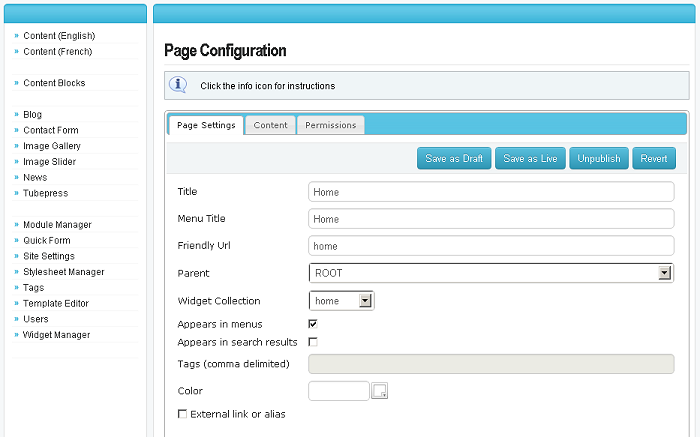 Content (English)
Content (French)
Content Blocks
Blog
Contact Form
Image Gallery
Image Slider
News
Tubepress
Module Manager
Quick Form
Site Settings
Stylesheet Manager
Tags
Template Editor
Users
Widget Manager
Page Configuration
Click the info icon for instructions
Page Settings Content Permissions
Save as Draft Save as Live Unpublish Revert
Title Home
Menu Title Home
Friendly Url home
Parent ROOT
Widget Collection home
Appears in menus
Appears in search results
Tags (comma delimited)
Color
External link or alias